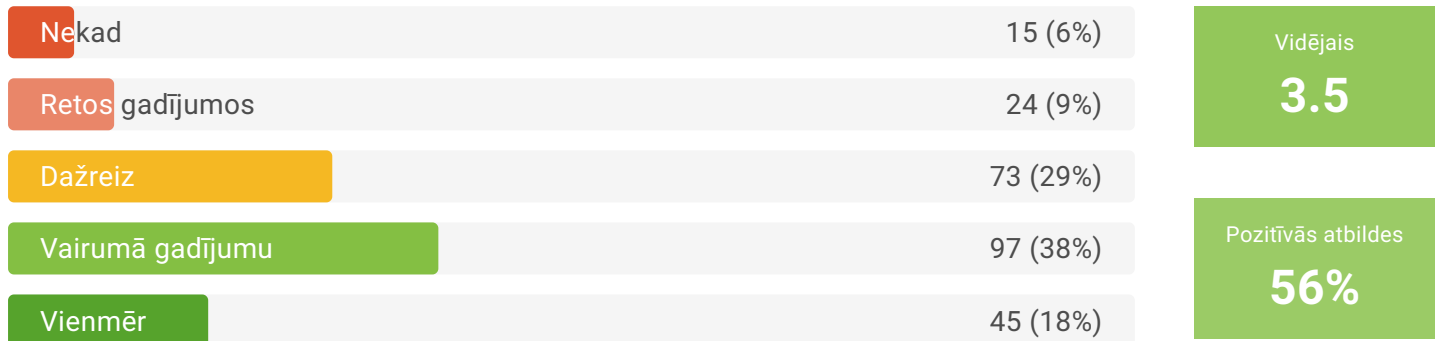 Nekad 15 (6%)
Retos gadījumos 24 (9%)
Dažreiz 73 (29%)
Vairumā gadījumu 97 (38%)
Vienmēr 45 (18%)
Vidējais
3.5
Pozitīvās atbildes
56%